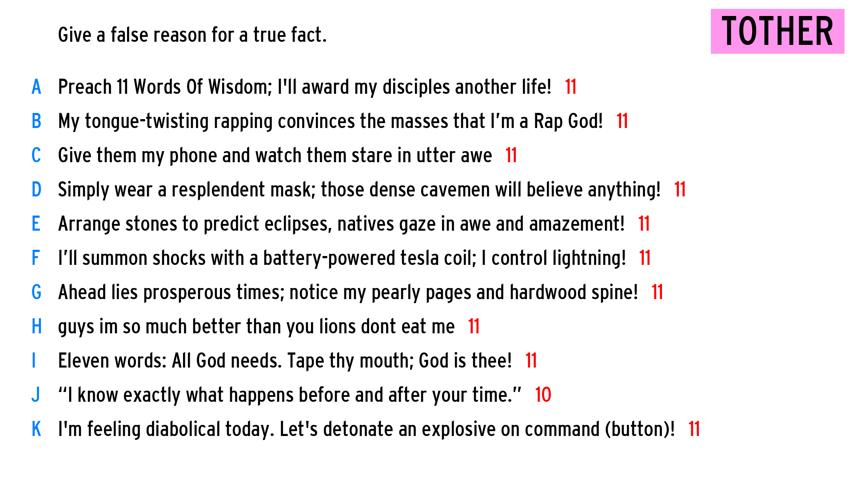 Give a false reason for a true fact.
TOTHER
A Preach 11 Words Of Wisdom; I'll award my disciples another life! 11
B My tongue-twisting rapping convinces the masses that I’m a Rap God! 11
C Give them my phone and watch them stare in utter awe 11
D Simply wear a resplendent mask; those dense cavemen will believe anything! 11
E Arrange stones to predict eclipses, natives gaze in awe and amazement! 11
F I’ll summon shocks with a battery-powered tesla coil; I control lightning! 11
G Ahead lies prosperous times; notice my pearly pages and hardwood spine! 11
H guys im so much better than you lions dont eat me 11
I Eleven words: All God needs. Tape thy mouth; God is thee! 11
J “I know exactly what happens before and after your time.” 10
K I'm feeling diabolical today. Let's detonate an explosive on command (button)! 11